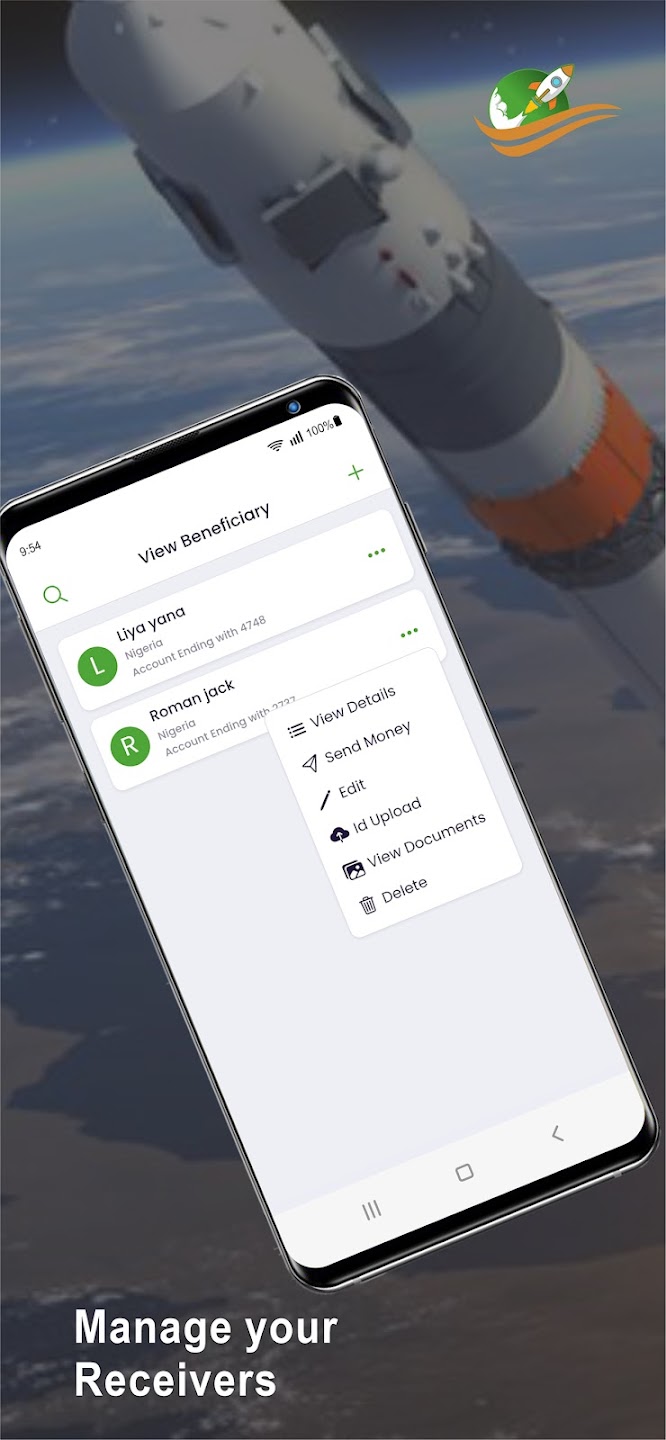 9:54
100%
View Beneficiary
L
Liya yana
Nigeria
Account Ending with 4748
R
Roman jack
Nigeria
Account Ending with
View Details
Send Money
Edit
Id Upload
View Documents
Delete
Manage your
Receivers